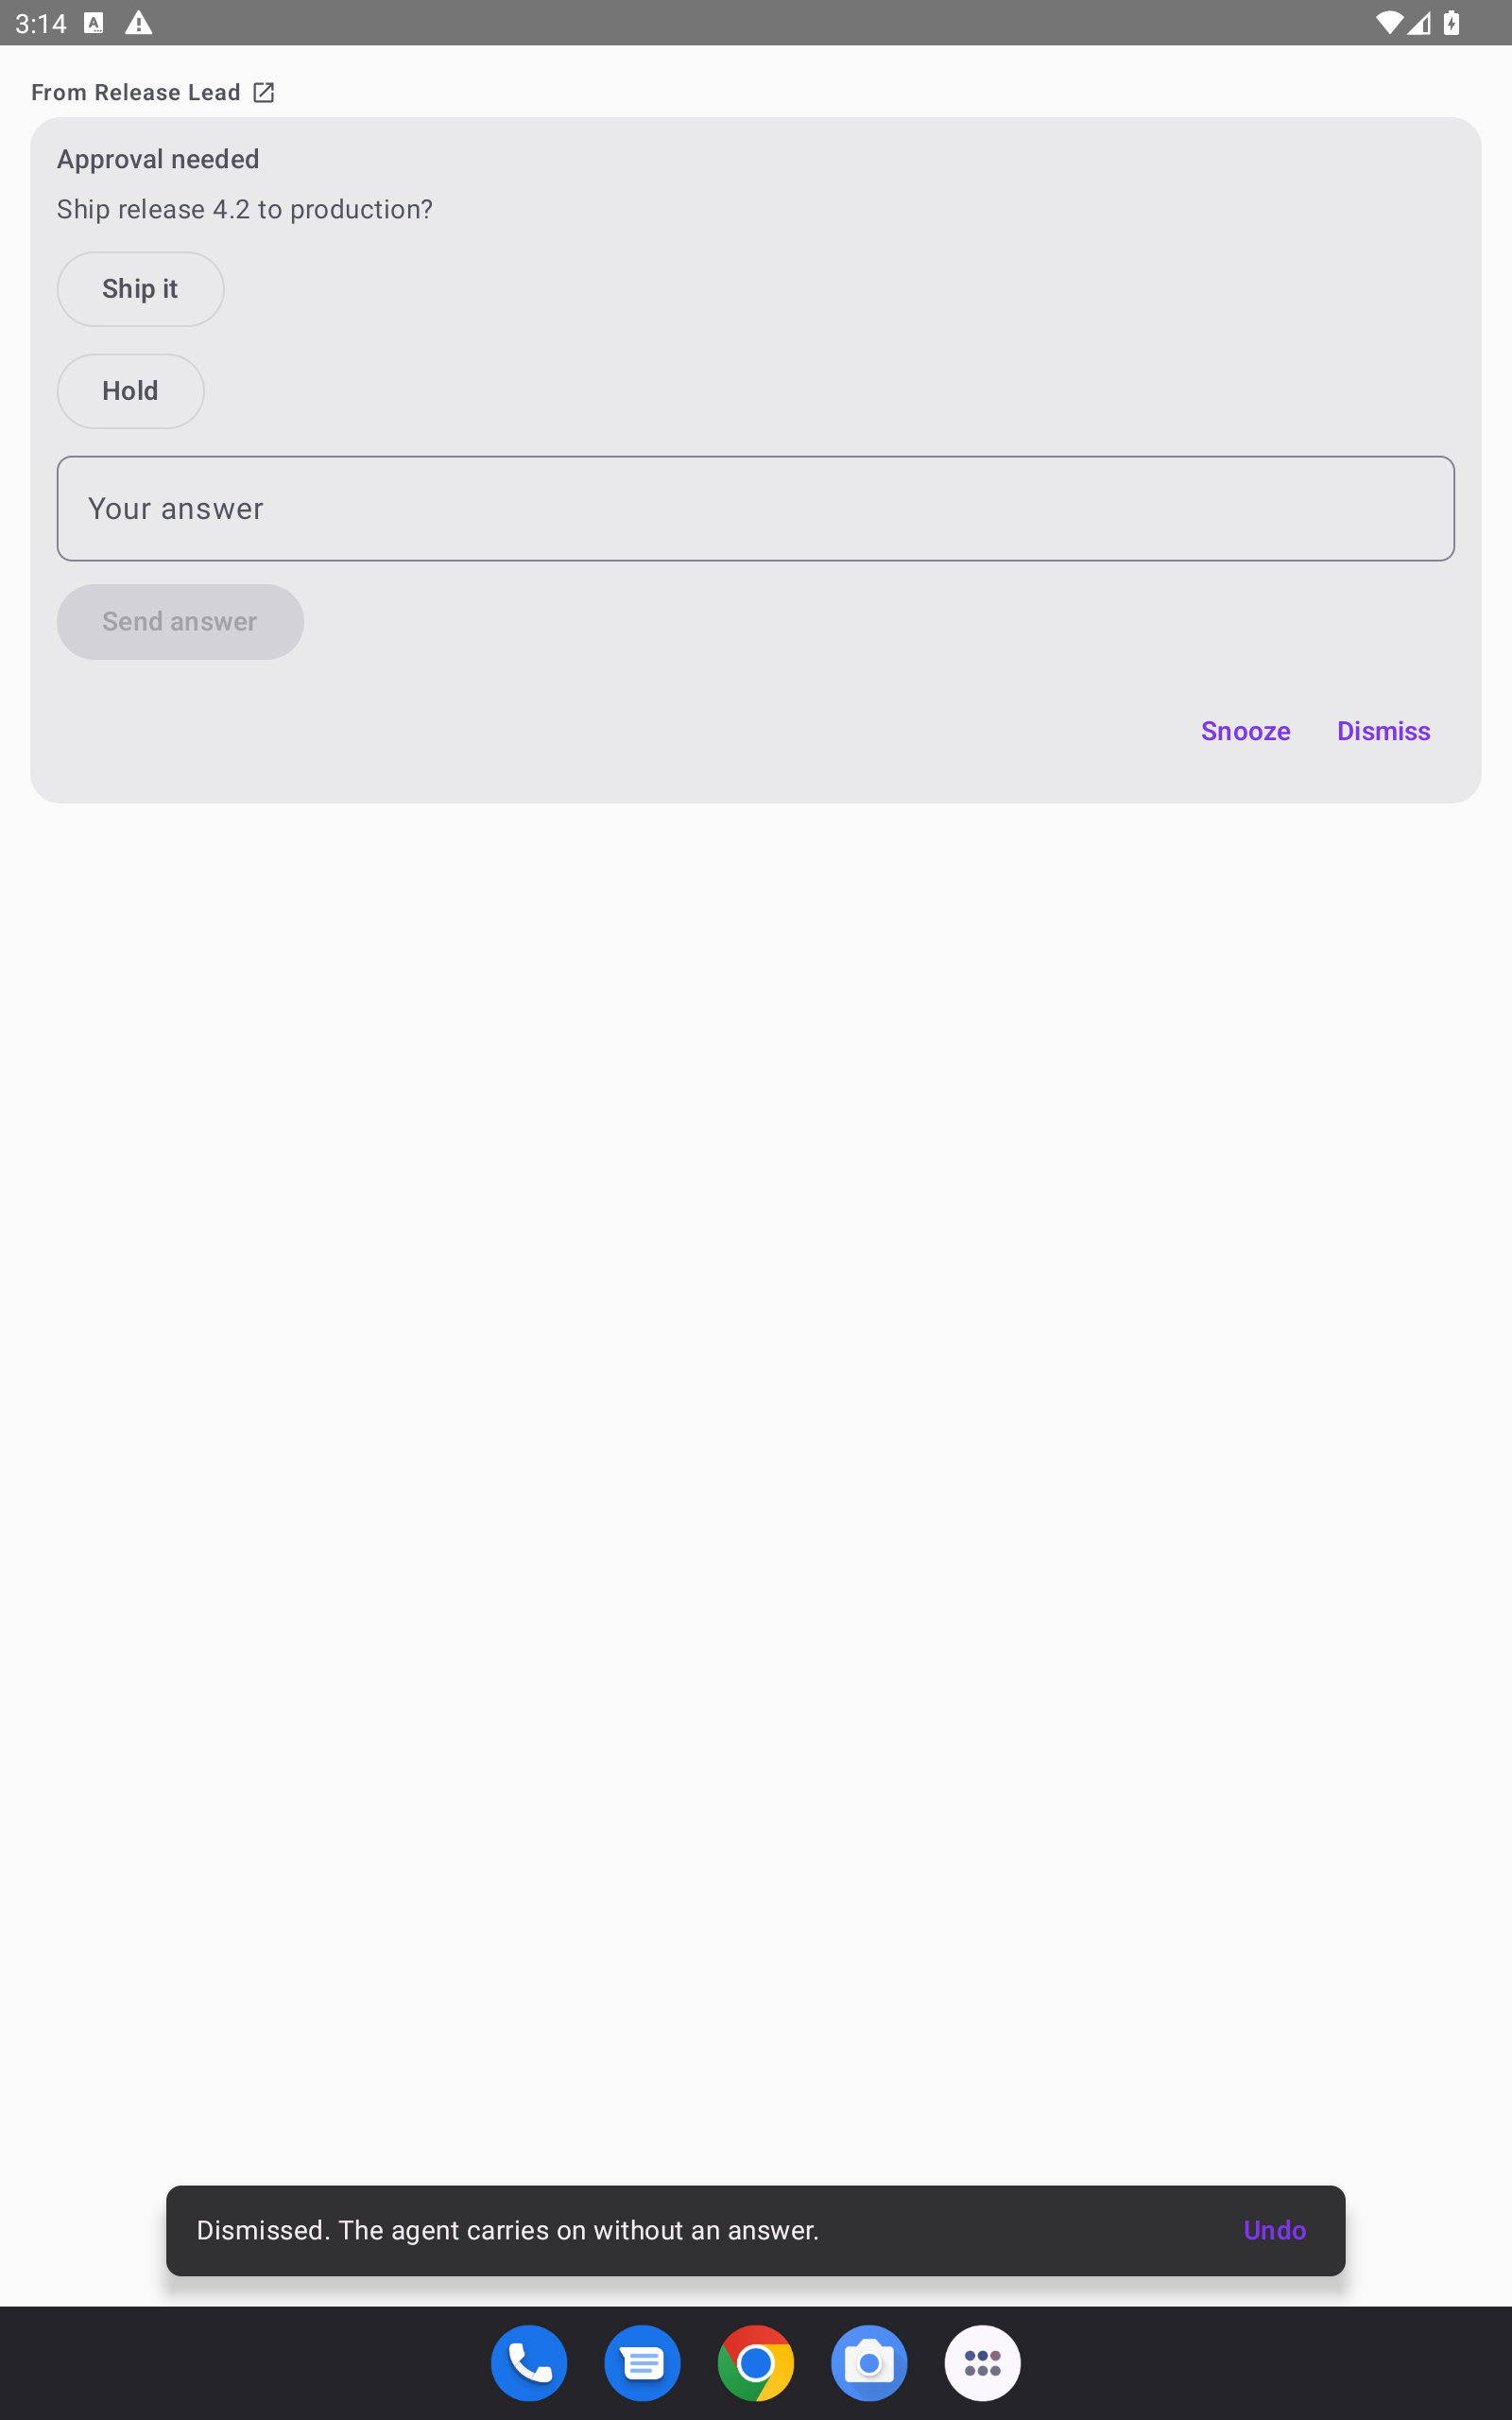 3:14
From Release Lead
Approval needed
Ship release 4.2 to production?
Ship it
Hold
Your answer
Send answer
Snooze Dismiss
Dismissed. The agent carries on without an answer. Undo